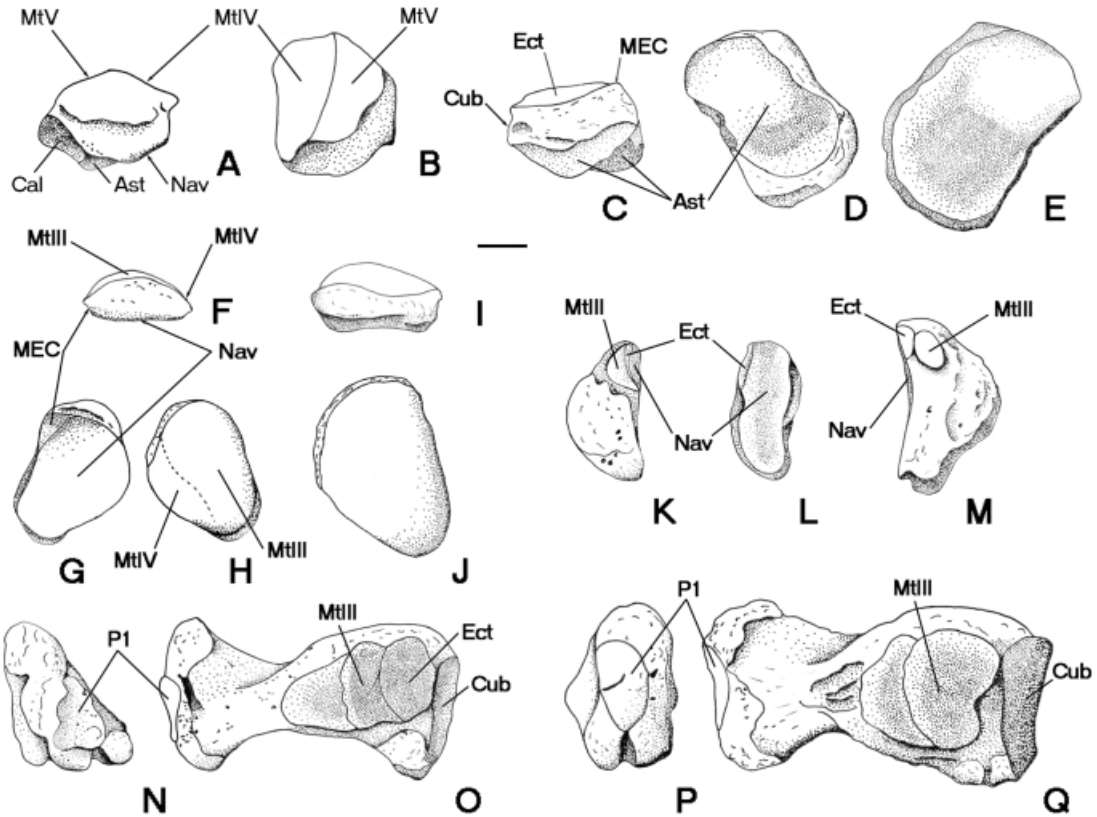 MtV MtIV MtV
Cal Ast Nav A B
Ect MEC
Cub
Ast
C D E
MtIII MtIV
F
MEC Nav
I
G H J
MtIV MtIII
MtIII Ect
Nav
K L
Ect MtIII
Nav
M
P1 MtIII Ect
Cub
N O
P1 MtIII
Cub
P Q